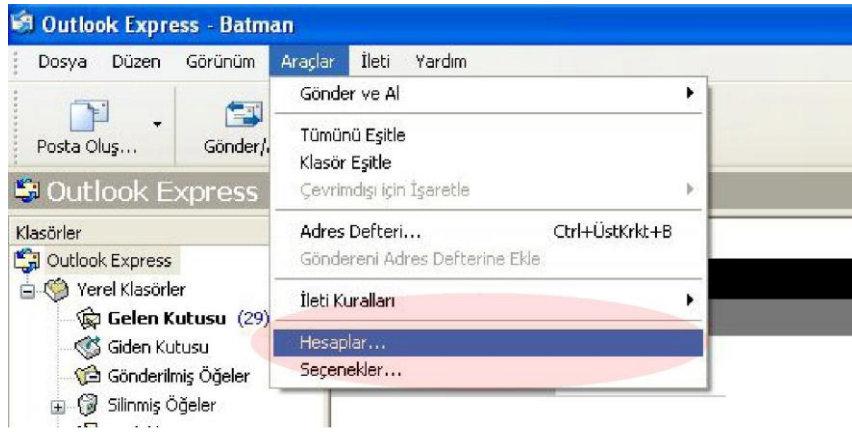 Outlook Express - Batman
Dosya Düzen Görünüm Araçlar İleti Yardım
Posta Oluş... Gönder/
Outlook Express
Klasörler
Outlook Express
Yerel Klasörler
Gelen Kutusu (29)
Giden Kutusu
Gönderilmiş Öğeler
Silinmiş Öğeler
Gönder ve Al
Tümünü Eşitle
Klasör Eşitle
Çevrimdışı için İşaretle
Adres Defteri... Ctrl+ÜstKrkt+B
Göndereni Adres Defterine Ekle
İleti Kuralları
Hesaplar...
Seçenekler...